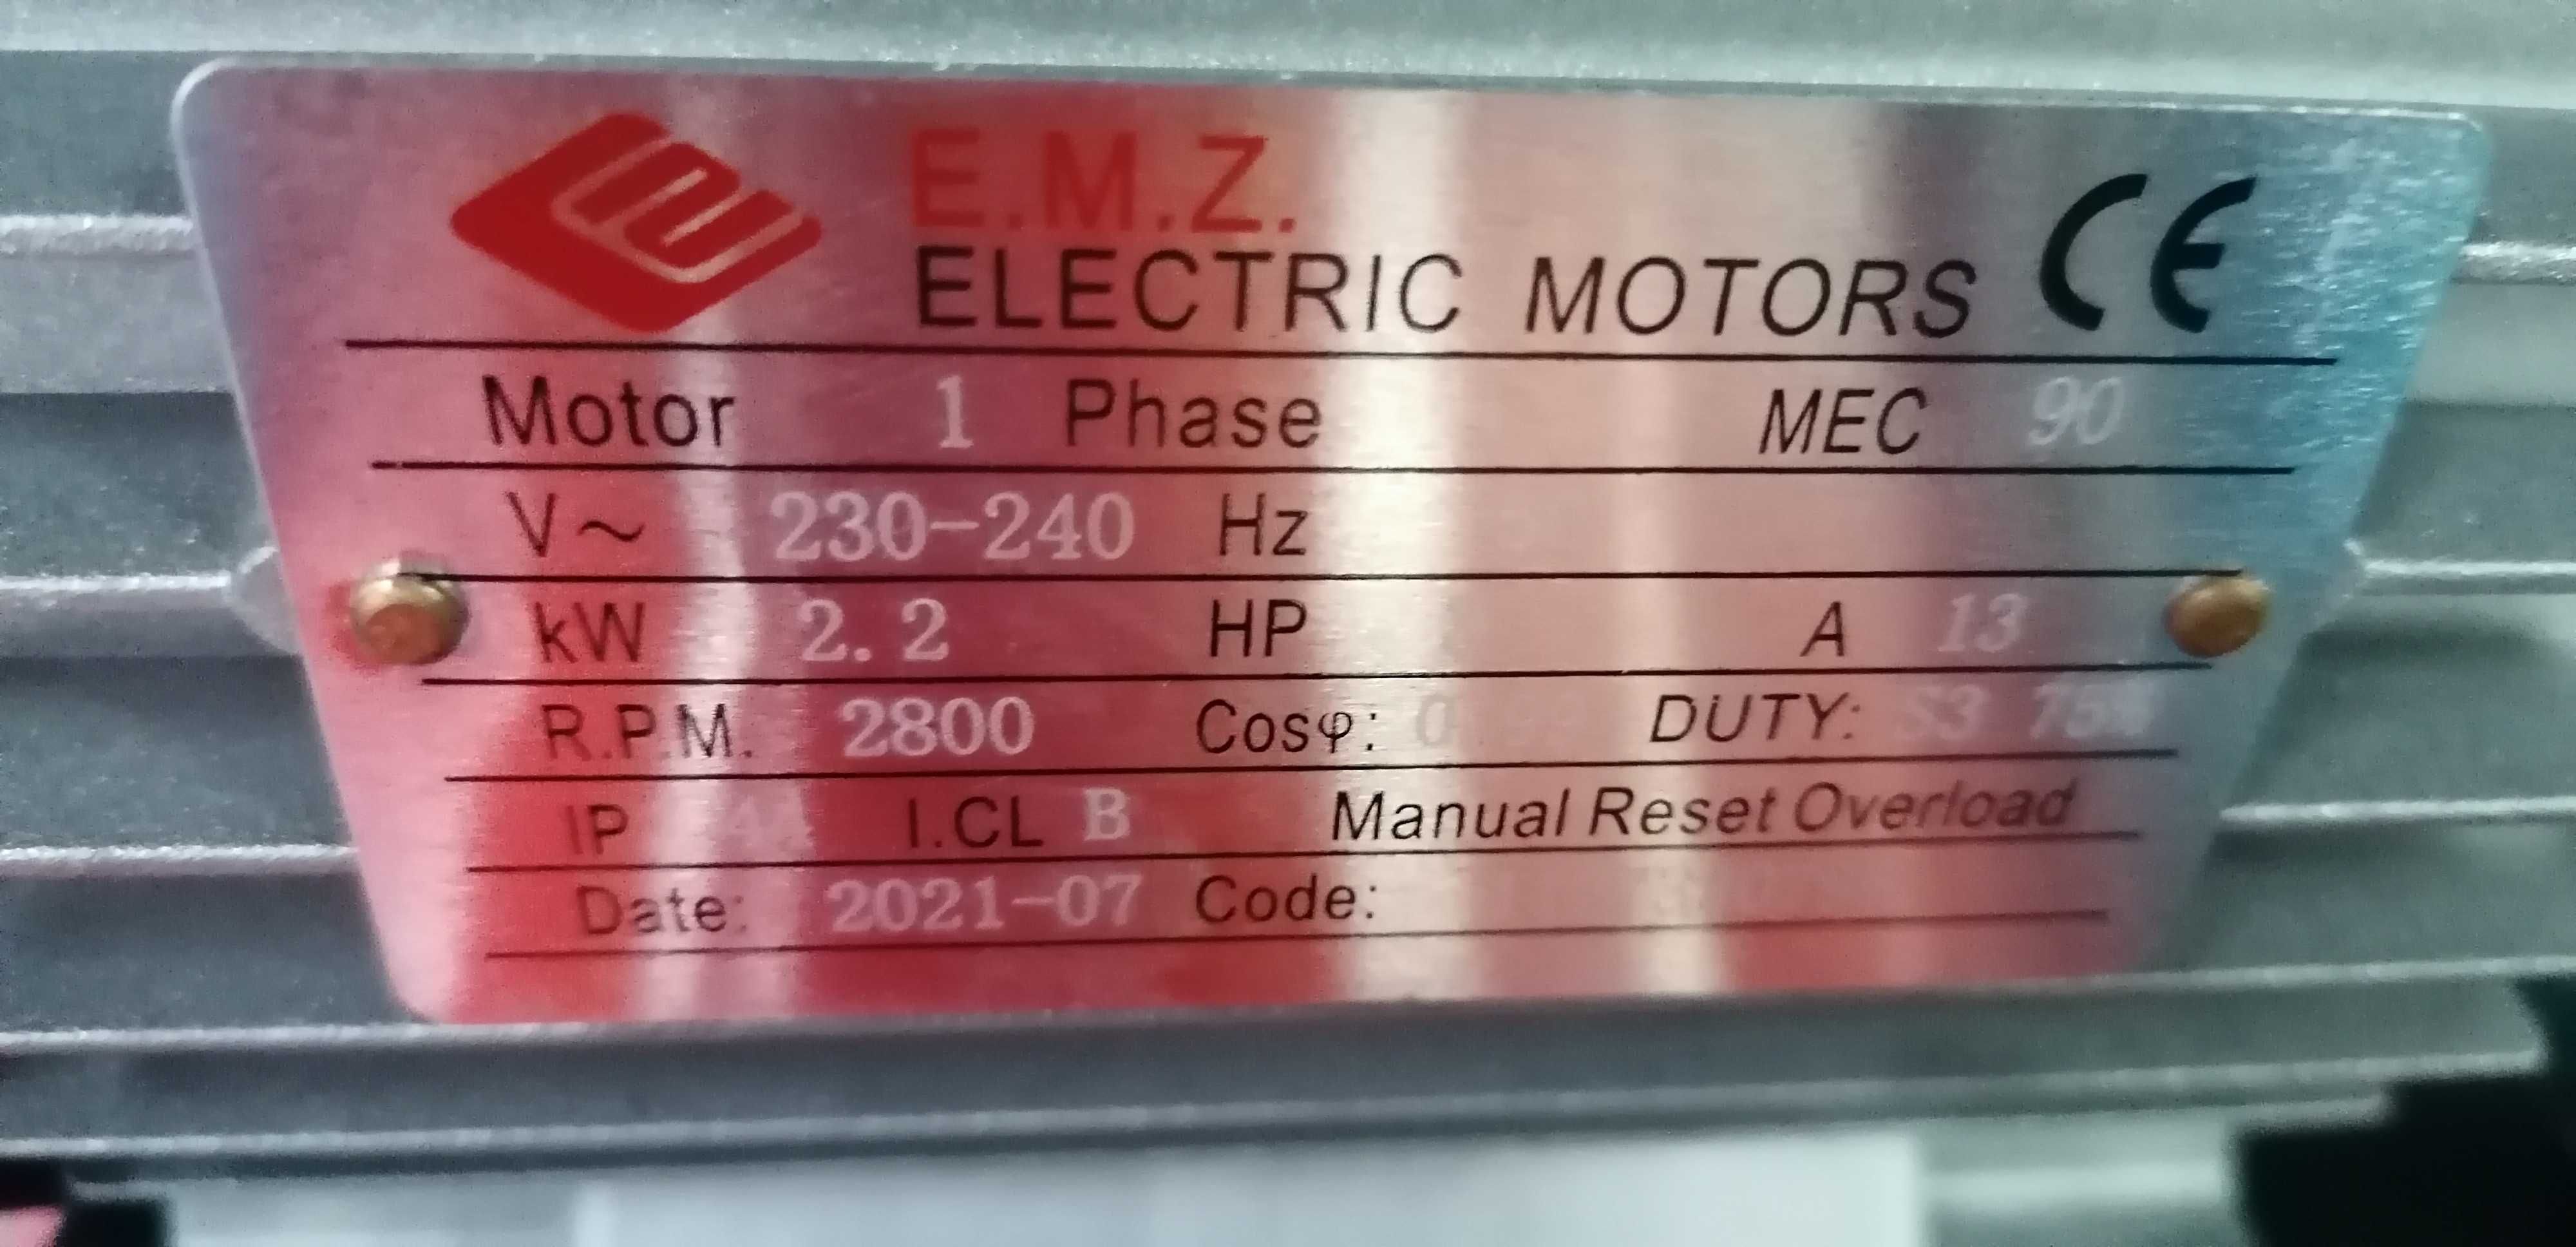 E.M.Z.
ELECTRIC MOTORS CE
Motor 1 Phase MEC 90
V~ 230-240 Hz
kW 2.2 HP A 13
R.P.M. 2800 Cosφ: DUTY: S3 75%
IP I.CL B Manual Reset Overload
Date: 2021-07 Code: